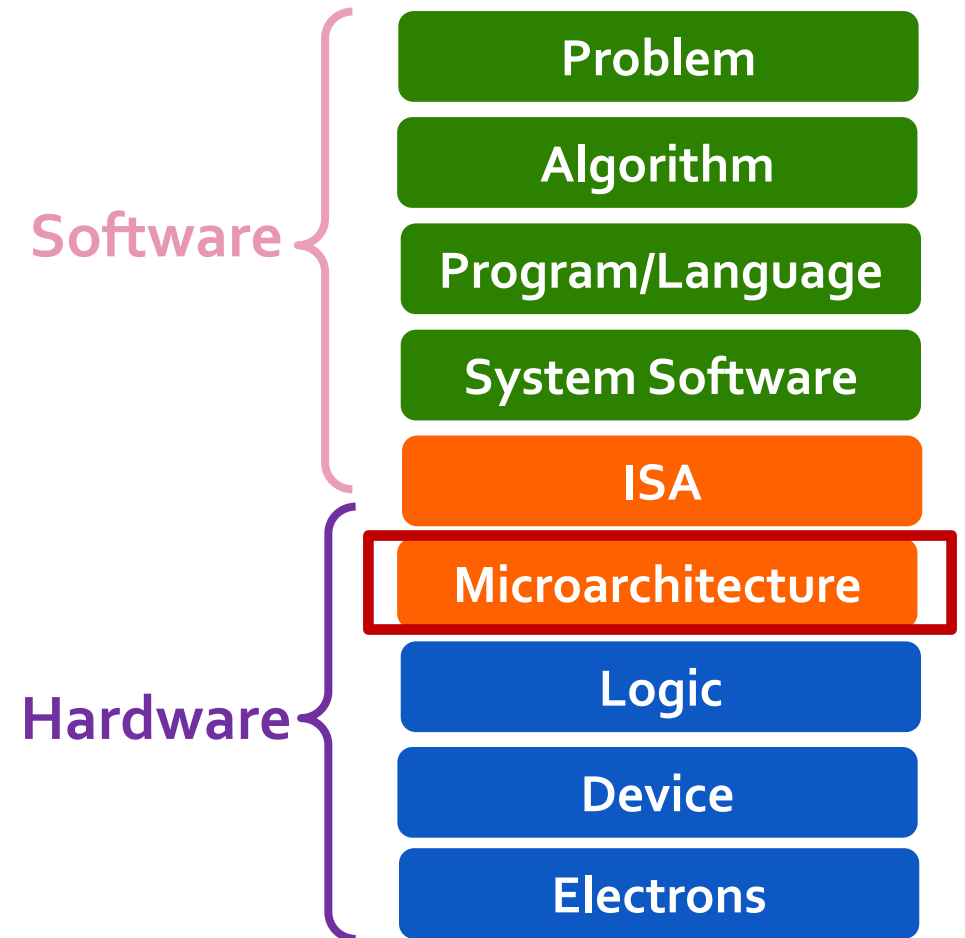 Problem
Algorithm
Software
Program/Language
System Software
ISA
Microarchitecture
Logic
Hardware
Device
Electrons